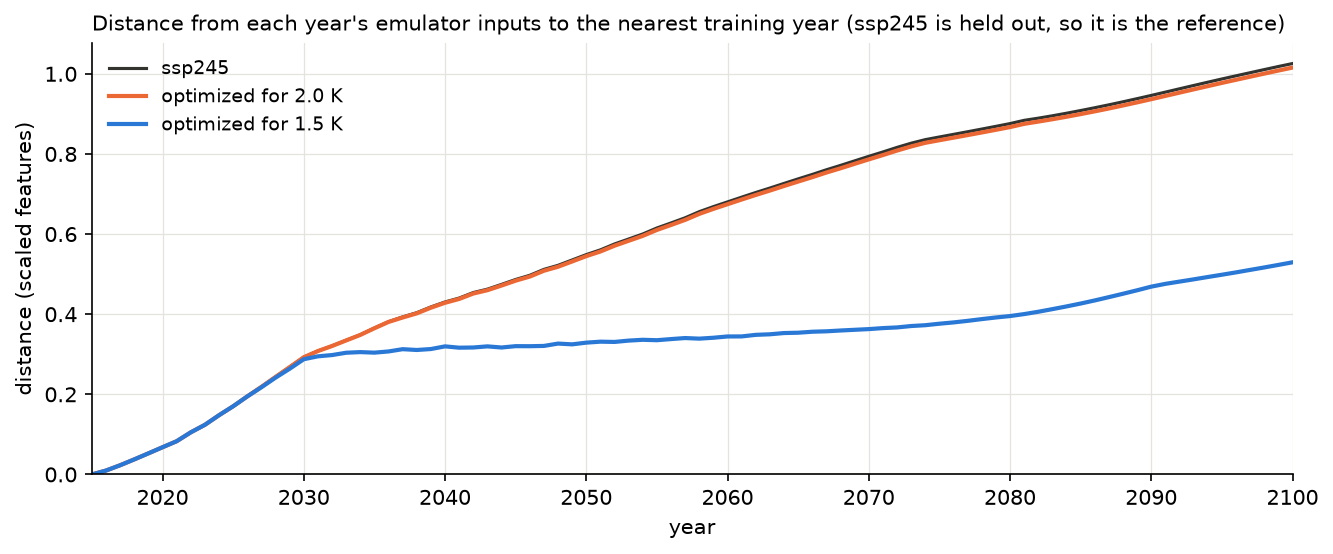 Distance from each year's emulator inputs to the nearest training year (ssp245 is held out, so it is the reference)
ssp245
optimized for 2.0 K
optimized for 1.5 K
distance (scaled features)
1.0
0.8
0.6
0.4
0.2
0.0
2020 2030 2040 2050 2060 2070 2080 2090 2100
year